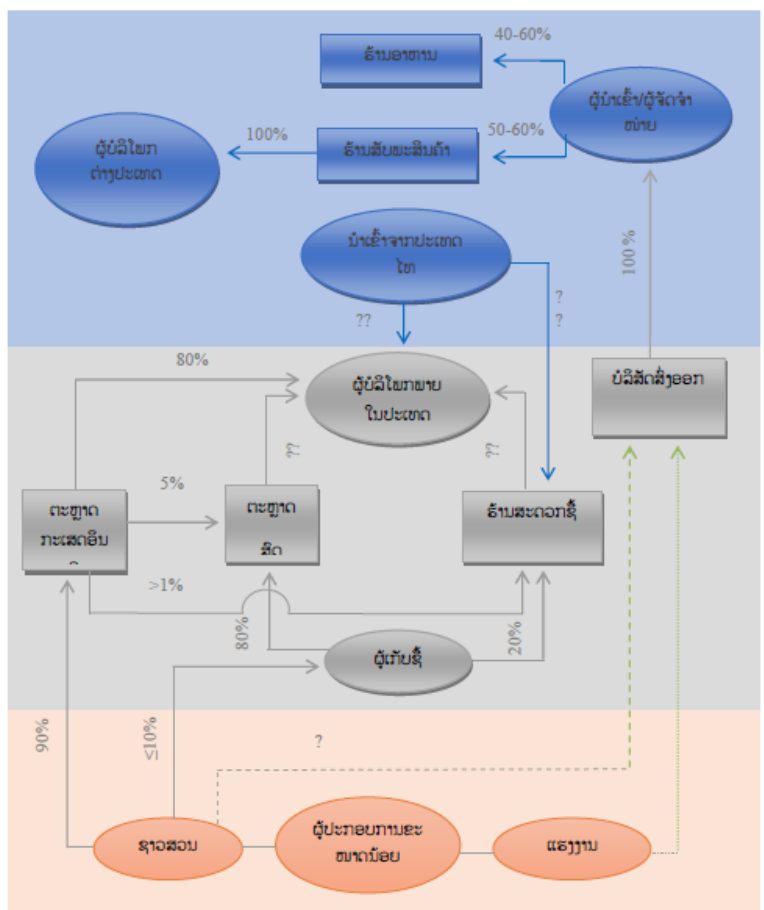 40-60%
ຮ້ານອາຫານ
ຜູ້ນຳເຂົ້າ/ຜູ້ຈັດຈຳ
ໜ່າຍ
50-60%
100%
ຮ້ານສັບພະສິນຄ້າ
ຜູ້ບໍລິໂພກ
ຕ່າງປະເທດ
ນຳເຂົ້າຈາກປະເທດ
ໄທ
100 %
??
?
?
80%
ຜູ້ບໍລິໂພກພາຍ
ໃນປະເທດ
ບໍລິສັດສົ່ງອອກ
??
??
5%
ຕະຫຼາດ
ກະເສດອິນ
ຕະຫຼາດ
ສົດ
ຮ້ານສະດວກຊື້
>1%
80%
20%
ຜູ້ເກັບຊື້
90%
≤10%
?
ຊາວສວນ
ຜູ້ປະກອບການຂະ
ໜາດນ້ອຍ
ແຮງງານ